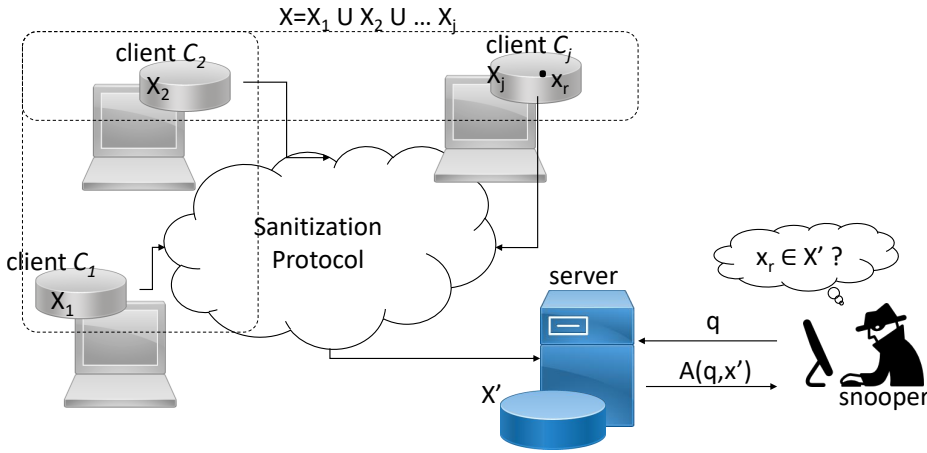 X=X₁ U X₂ U ... Xⱼ
client C₂
X₂
client Cⱼ
Xⱼ
xᵣ
Sanitization
Protocol
client C₁
X₁
xᵣ ∈ X' ?
server
q
A(q,x')
X'
snooper